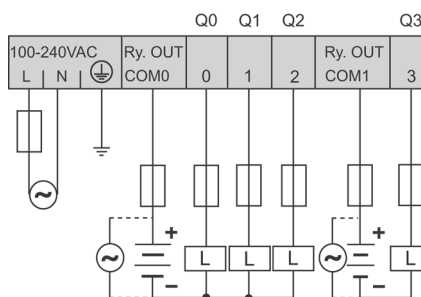 Q0 Q1 Q2 Q3
100-240VAC Ry. OUT Ry. OUT
L N COM0 0 1 2 COM1 3
~
+ +
~ L L L ~ L
− −